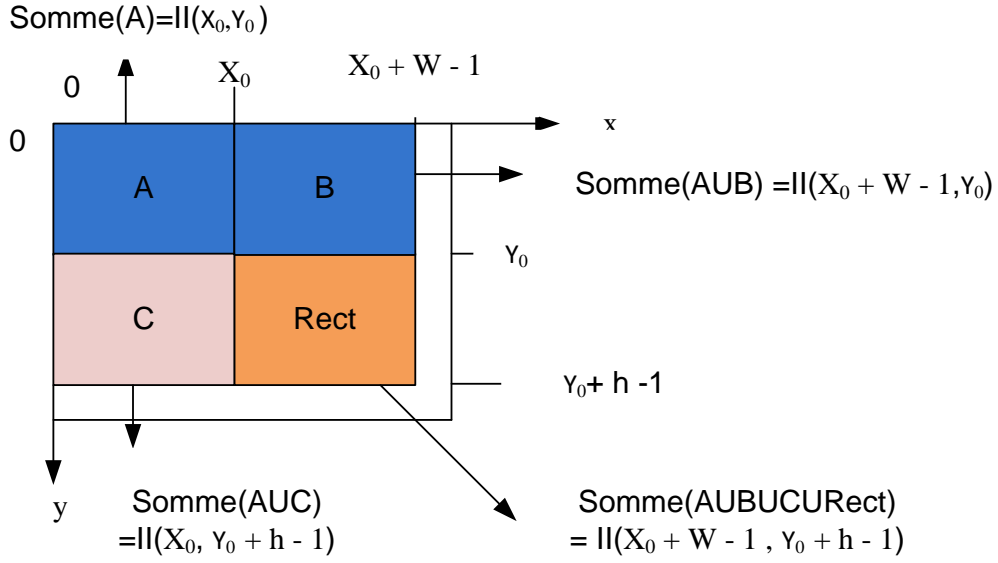 Somme(A)=II(X₀,Y₀)
X₀
X₀ + W - 1
0
0
x
A
B
Somme(AUB) =II(X₀ + W - 1,Y₀)
Y₀
C
Rect
Y₀+ h -1
y
Somme(AUC)
=II(X₀, Y₀ + h - 1)
Somme(AUBUCURect)
= II(X₀ + W - 1 , Y₀ + h - 1)